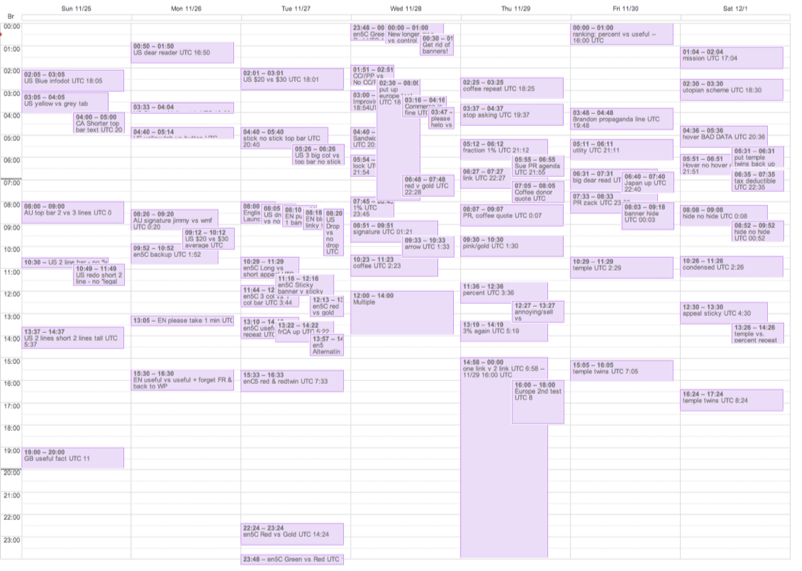 Sun 11/25
Mon 11/26
Tue 11/27
Wed 11/28
Thu 11/29
Fri 11/30
Sat 12/1
Br
00:00
01:00
02:00
03:00
04:00
05:00
06:00
07:00
08:00
09:00
10:00
11:00
12:00
13:00
14:00
15:00
16:00
17:00
18:00
19:00
20:00
21:00
22:00
23:00
02:05 – 03:05
US Blue infodot UTC 18:05
03:05 – 04:05
US yellow vs grey tab
04:00 – 05:00
CA Shorter top
bar text UTC 20
08:00 – 09:00
AU top bar 2 vs 3 lines UTC 0
10:30 – US 2 line
10:49 – 11:49
US redo short 2
line - no "legal
13:37 – 14:37
US 2 lines short 2 lines tall UTC
5:37
19:00 – 20:00
GB useful fact UTC 11
00:50 – 01:50
US dear reader UTC 16:50
03:33 – 04:04
04:40 – 05:14
08:20 – 09:20
AU signature jimmy vs wmf
UTC 0:20
09:12 – 10:12
US $20 vs $30
average UTC
09:52 – 10:52
en5C backup UTC 1:52
13:05 – EN please take 1 min UTC
15:30 – 16:30
EN useful vs useful + forget FR &
back to WP
02:01 – 03:01
US $20 vs $30 UTC 18:01
04:40 – 05:40
stick no stick top bar UTC
20:40
05:26 – 06:26
US 3 big col vs
top bar no stick
08:00
Englis
Launc
08:05
US dr
vs no
08:10
EN pu
1 ban
08:18
EN bl
linky
08:20
US
Drop
vs
no
drop
UTC
10:29 – 11:29
en5C Long vs
short appe
11:16 – 12:16
en5C Sticky
banner v sticky
11:44 – 12
en5C 3 col
col bar UTC 3:44
12:13 – 13
en5C red
vs gold
13:10 – 14
en5C usef
repeat UTC
13:22 – 14:22
frCA up UTC 5:22
13:57 – 14
en5
Alternatin
15:33 – 16:33
en5C B & redtwin UTC 7:33
22:24 – 23:24
en5C Red vs Gold UTC 14:24
23:48 – en5C Green vs Red UTC
23:48 – 00
en5C Gree
00:00 – 01:00
New longer
vs control
00:30 – 01
Get rid of
banners!
01:51 – 02:51
CC/PP vs
No CC/
02:30 – 08:00
put up
europe
UTC 18
03:00 –
Improvi
18:54U
03:16 – 04:16
Commerc
fine UTC
03:47 –
please
help vs
04:40 –
Sandw
UTC 20:
05:54 –
lock UT
21:54
06:48 – 07:48
red v gold UTC
22:28
07:45 –
1% UTC
23:45
08:51 – 09:51
signature UTC 01:21
09:33 – 10:33
arrow UTC 1:33
10:23 – 11:23
coffee UTC 2:23
12:00 – 14:00
Multiple
02:25 – 03:25
coffee repeat UTC 18:25
03:37 – 04:37
stop asking UTC 19:37
05:12 – 06:12
fraction 1% UTC 21:12
05:55 – 06:55
Sue PR agenda
UTC 21:55
06:27 – 07:27
link UTC 22:27
07:05 – 08:05
Coffee donor
quote UTC
08:07 – 09:07
PR, coffee quote UTC 0:07
09:30 – 10:30
pink/gold UTC 1:30
11:36 – 12:36
percent UTC 3:36
12:27 – 13:27
annoying/sell
vs
13:19 – 14:19
3% again UTC 5:19
14:58 – 00:00
one link v 2 link UTC 6:58 –
11/29 16:00 UTC
16:00 – 18:00
Europe 2nd test
UTC 8
00:00 – 01:00
ranking; percent vs useful –
16:00 UTC
03:48 – 04:48
Brandon propaganda line UTC
19:48
05:11 – 06:11
utility UTC 21:11
06:31 – 07:31
big dear read UT
06:40 – 07:40
Japan up UTC
22:40
07:33 – 08:33
PR zack UTC 23
08:03 – 09:18
banner hide
UTC 00:03
10:29 – 11:29
temple UTC 2:29
15:05 – 16:05
temple twins UTC 7:05
01:04 – 02:04
mission UTC 17:04
02:30 – 03:30
utopian scheme UTC 18:30
04:36 – 05:36
hover BAD DATA UTC 20:36
05:31 – 06:31
put temple
twins back up
05:51 – 06:51
Hover no hover
21:51
06:35 – 07:35
tax deductible
UTC 22:35
08:08 – 09:08
hide no hide UTC 0:08
08:52 – 09:52
hide no hide
UTC 00:52
10:26 – 11:26
condensed UTC 2:26
12:30 – 13:30
appeal sticky UTC 4:30
13:26 – 14:26
temple vs.
percent repeat
16:24 – 17:24
temple twins UTC 8:24